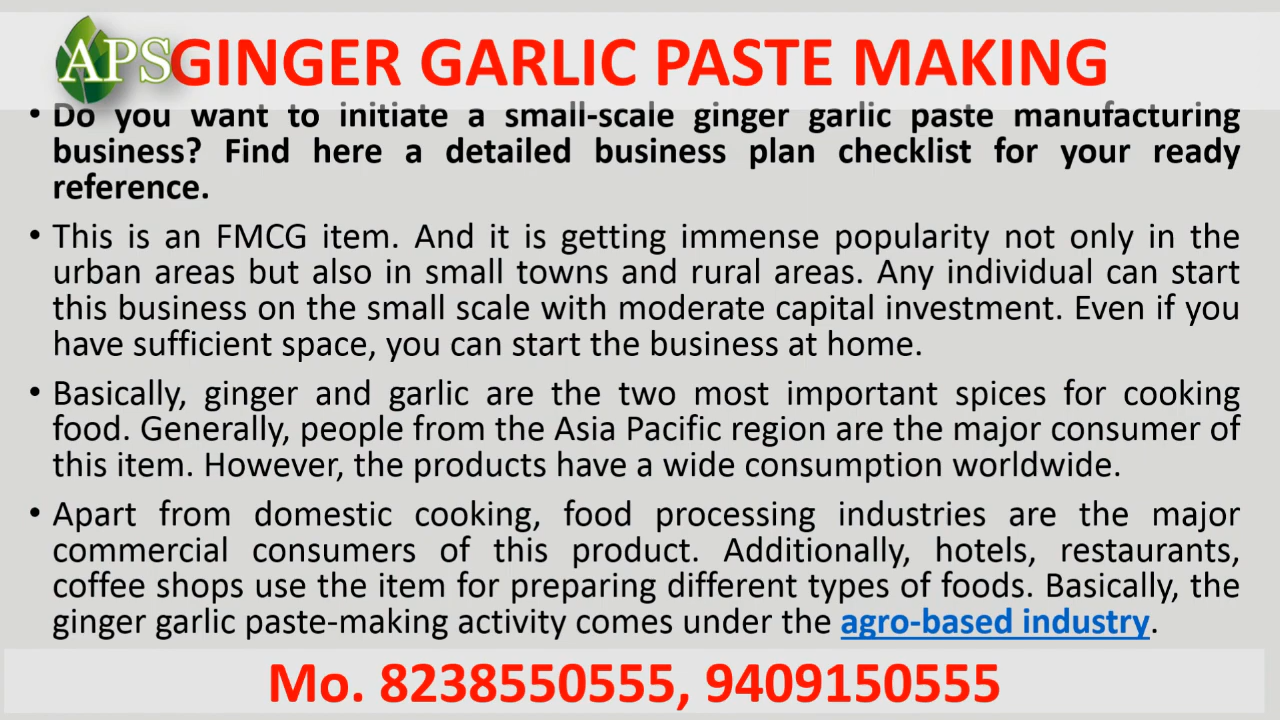 APS
GINGER GARLIC PASTE MAKING
• Do you want to initiate a small-scale ginger garlic paste manufacturing
business? Find here a detailed business plan checklist for your ready
reference.
• This is an FMCG item. And it is getting immense popularity not only in the
urban areas but also in small towns and rural areas. Any individual can start
this business on the small scale with moderate capital investment. Even if you
have sufficient space, you can start the business at home.
• Basically, ginger and garlic are the two most important spices for cooking
food. Generally, people from the Asia Pacific region are the major consumer of
this item. However, the products have a wide consumption worldwide.
• Apart from domestic cooking, food processing industries are the major
commercial consumers of this product. Additionally, hotels, restaurants,
coffee shops use the item for preparing different types of foods. Basically, the
ginger garlic paste-making activity comes under the agro-based industry.
Mo. 8238550555, 9409150555